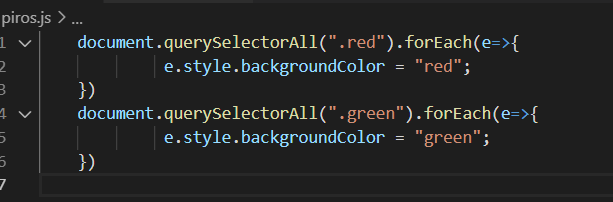 piros.js > ...
1 document.querySelectorAll(".red").forEach(e=>{
2 e.style.backgroundColor = "red";
3 })
4 document.querySelectorAll(".green").forEach(e=>{
5 e.style.backgroundColor = "green";
6 })
7